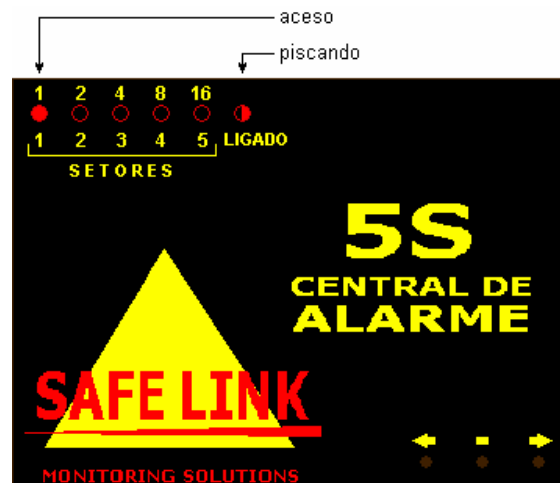 aceso
piscando
1 2 4 8 16
1 2 3 4 5 LIGADO
SETORES
5S
CENTRAL DE
ALARME
SAFE LINK
MONITORING SOLUTIONS